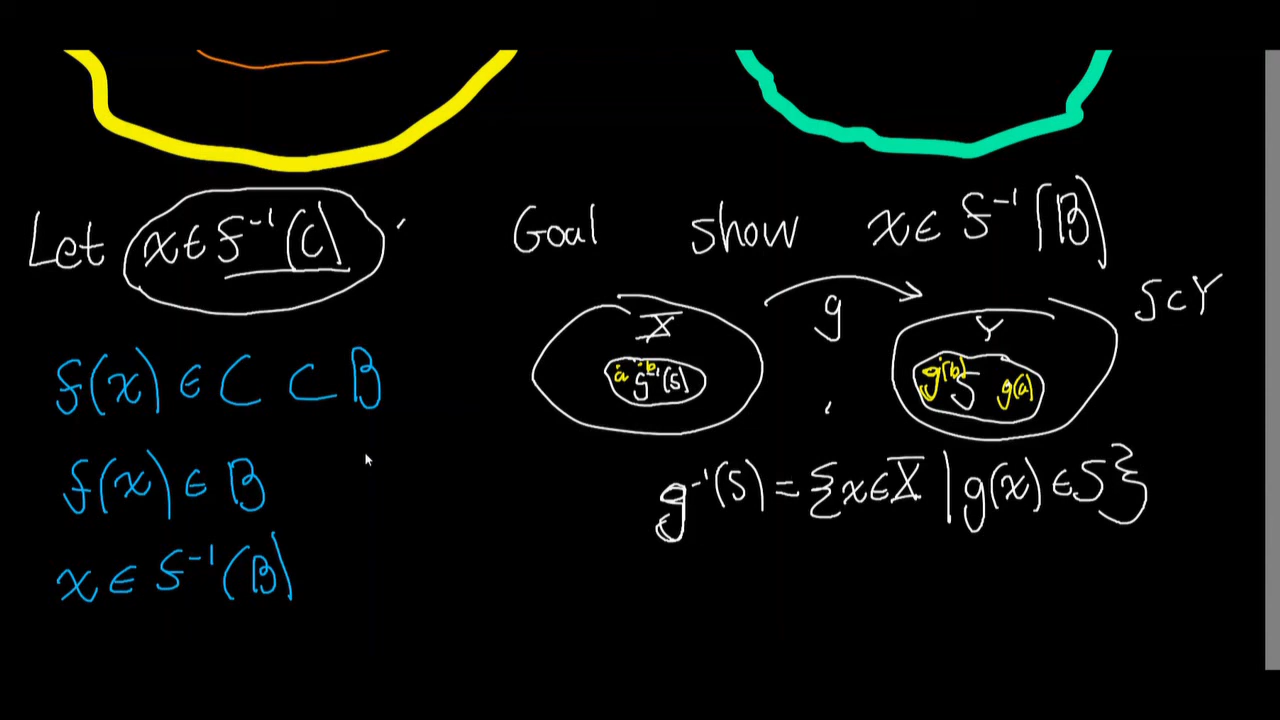 Let x ∈ f⁻¹(C)
Goal show x ∈ f⁻¹(B)
g
S ⊂ Y
X
Y
a b
g⁻¹(S)
g(b) S g(a)
f(x) ∈ C ⊂ B
f(x) ∈ B
g⁻¹(S) = {x ∈ X | g(x) ∈ S}
x ∈ f⁻¹(B)